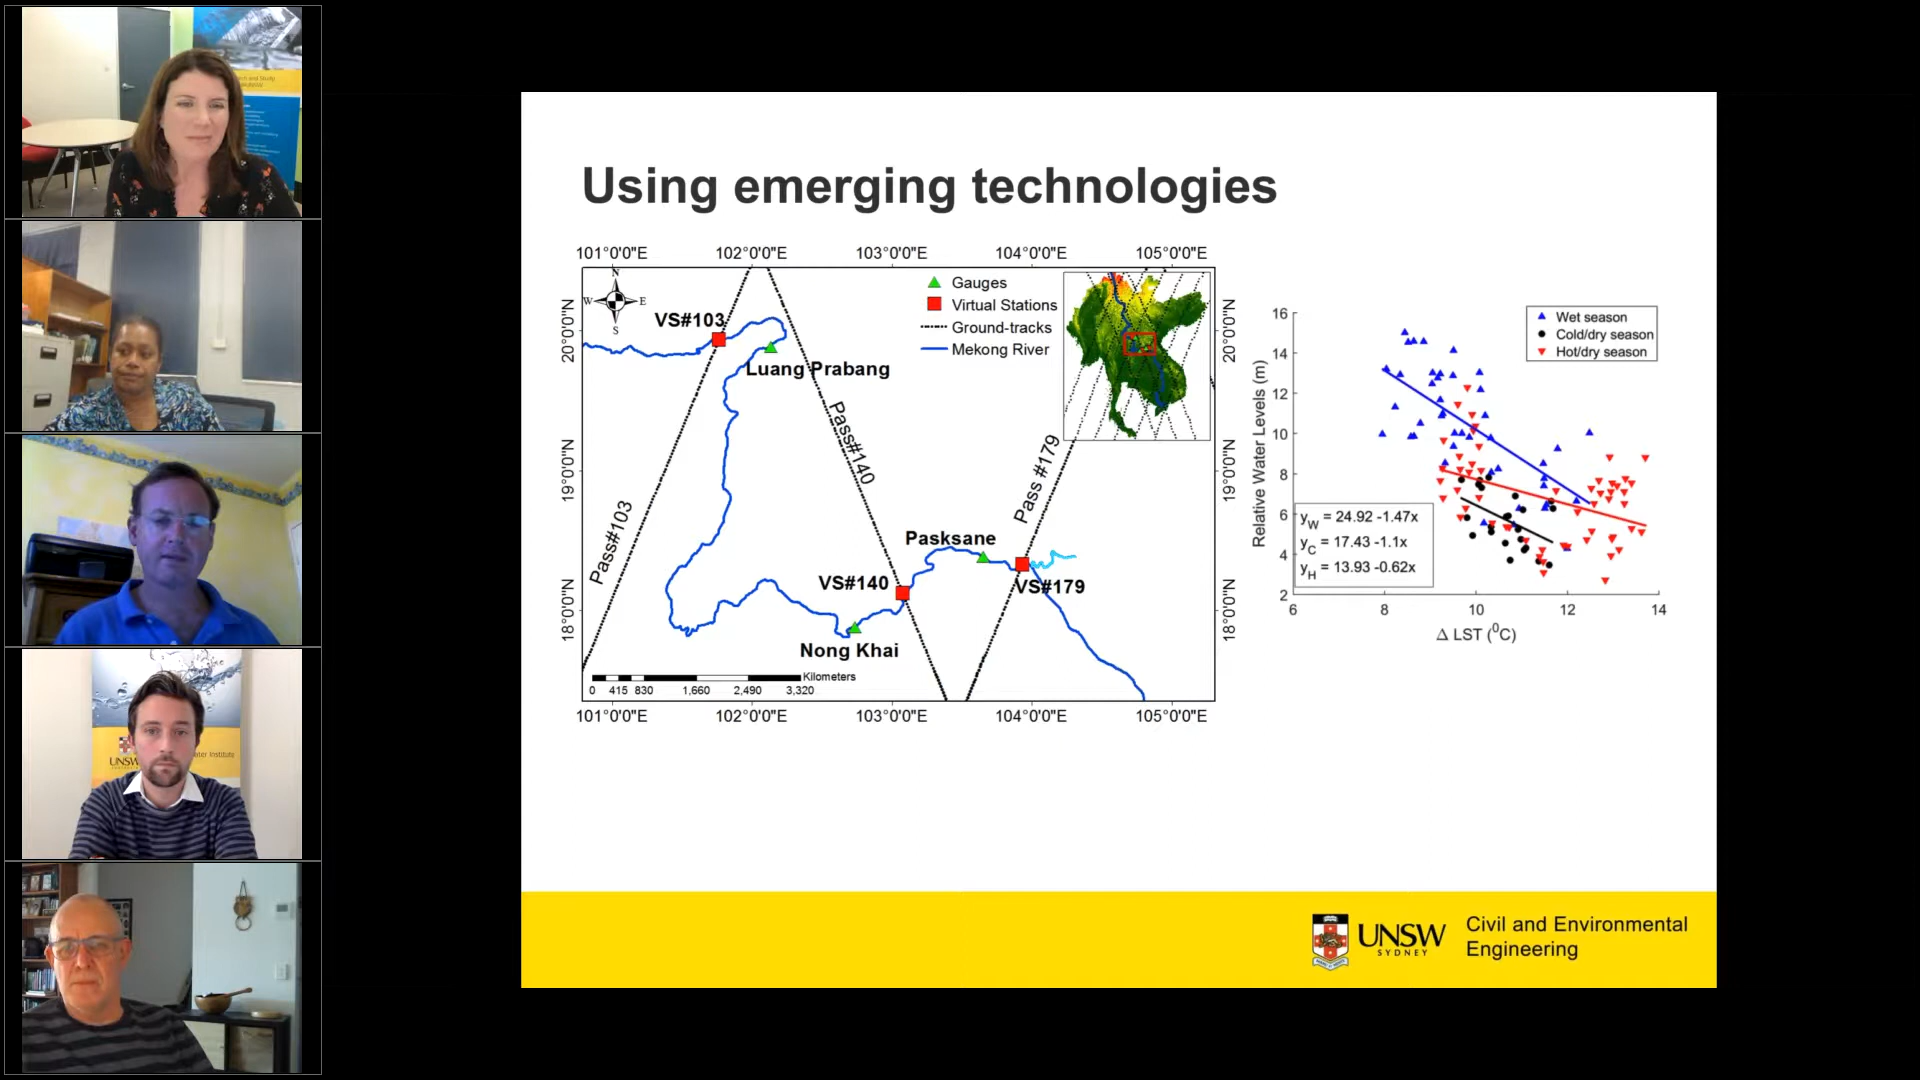 Using emerging technologies
101°0'0"E 102°0'0"E 103°0'0"E 104°0'0"E 105°0'0"E
20°0'0"N
19°0'0"N
18°0'0"N
N
W E
S
Gauges
Virtual Stations
Ground-tracks
Mekong River
VS#103
Luang Prabang
Pass#103
Pass#140
Pass #179
Pasksane
VS#140
VS#179
Nong Khai
Kilometers
0 415 830 1,660 2,490 3,320
20°0'0"N
19°0'0"N
18°0'0"N
101°0'0"E 102°0'0"E 103°0'0"E 104°0'0"E 105°0'0"E
Wet season
Cold/dry season
Hot/dry season
16
14
12
10
8
6
4
2
Relative Water Levels (m)
yW = 24.92 -1.47x
yC = 17.43 -1.1x
yH = 13.93 -0.62x
6 8 10 12 14
Δ LST (0C)
UNSW
SYDNEY
Civil and Environmental
Engineering
UNSW
ater Institute